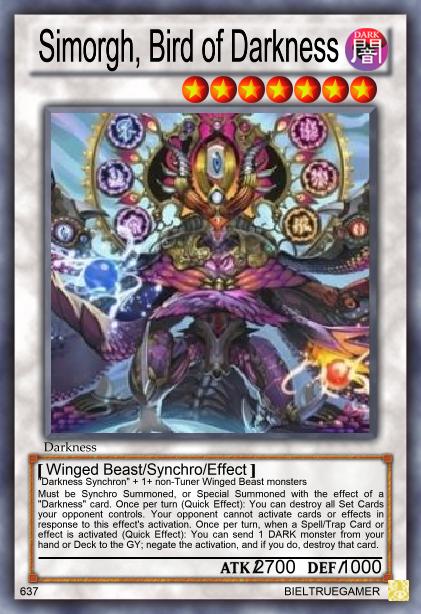 Simorgh, Bird of Darkness
DARK
闇
Darkness
[ Winged Beast/Synchro/Effect ]
"Darkness Synchron" + 1+ non-Tuner Winged Beast monsters
Must be Synchro Summoned, or Special Summoned with the effect of a
"Darkness" card. Once per turn (Quick Effect): You can destroy all Set Cards
your opponent controls. Your opponent cannot activate cards or effects in
response to this effect's activation. Once per turn, when a Spell/Trap Card or
effect is activated (Quick Effect): You can send 1 DARK monster from your
hand or Deck to the GY; negate the activation, and if you do, destroy that card.
ATK/2700 DEF/1000
637 BIELTRUEGAMER